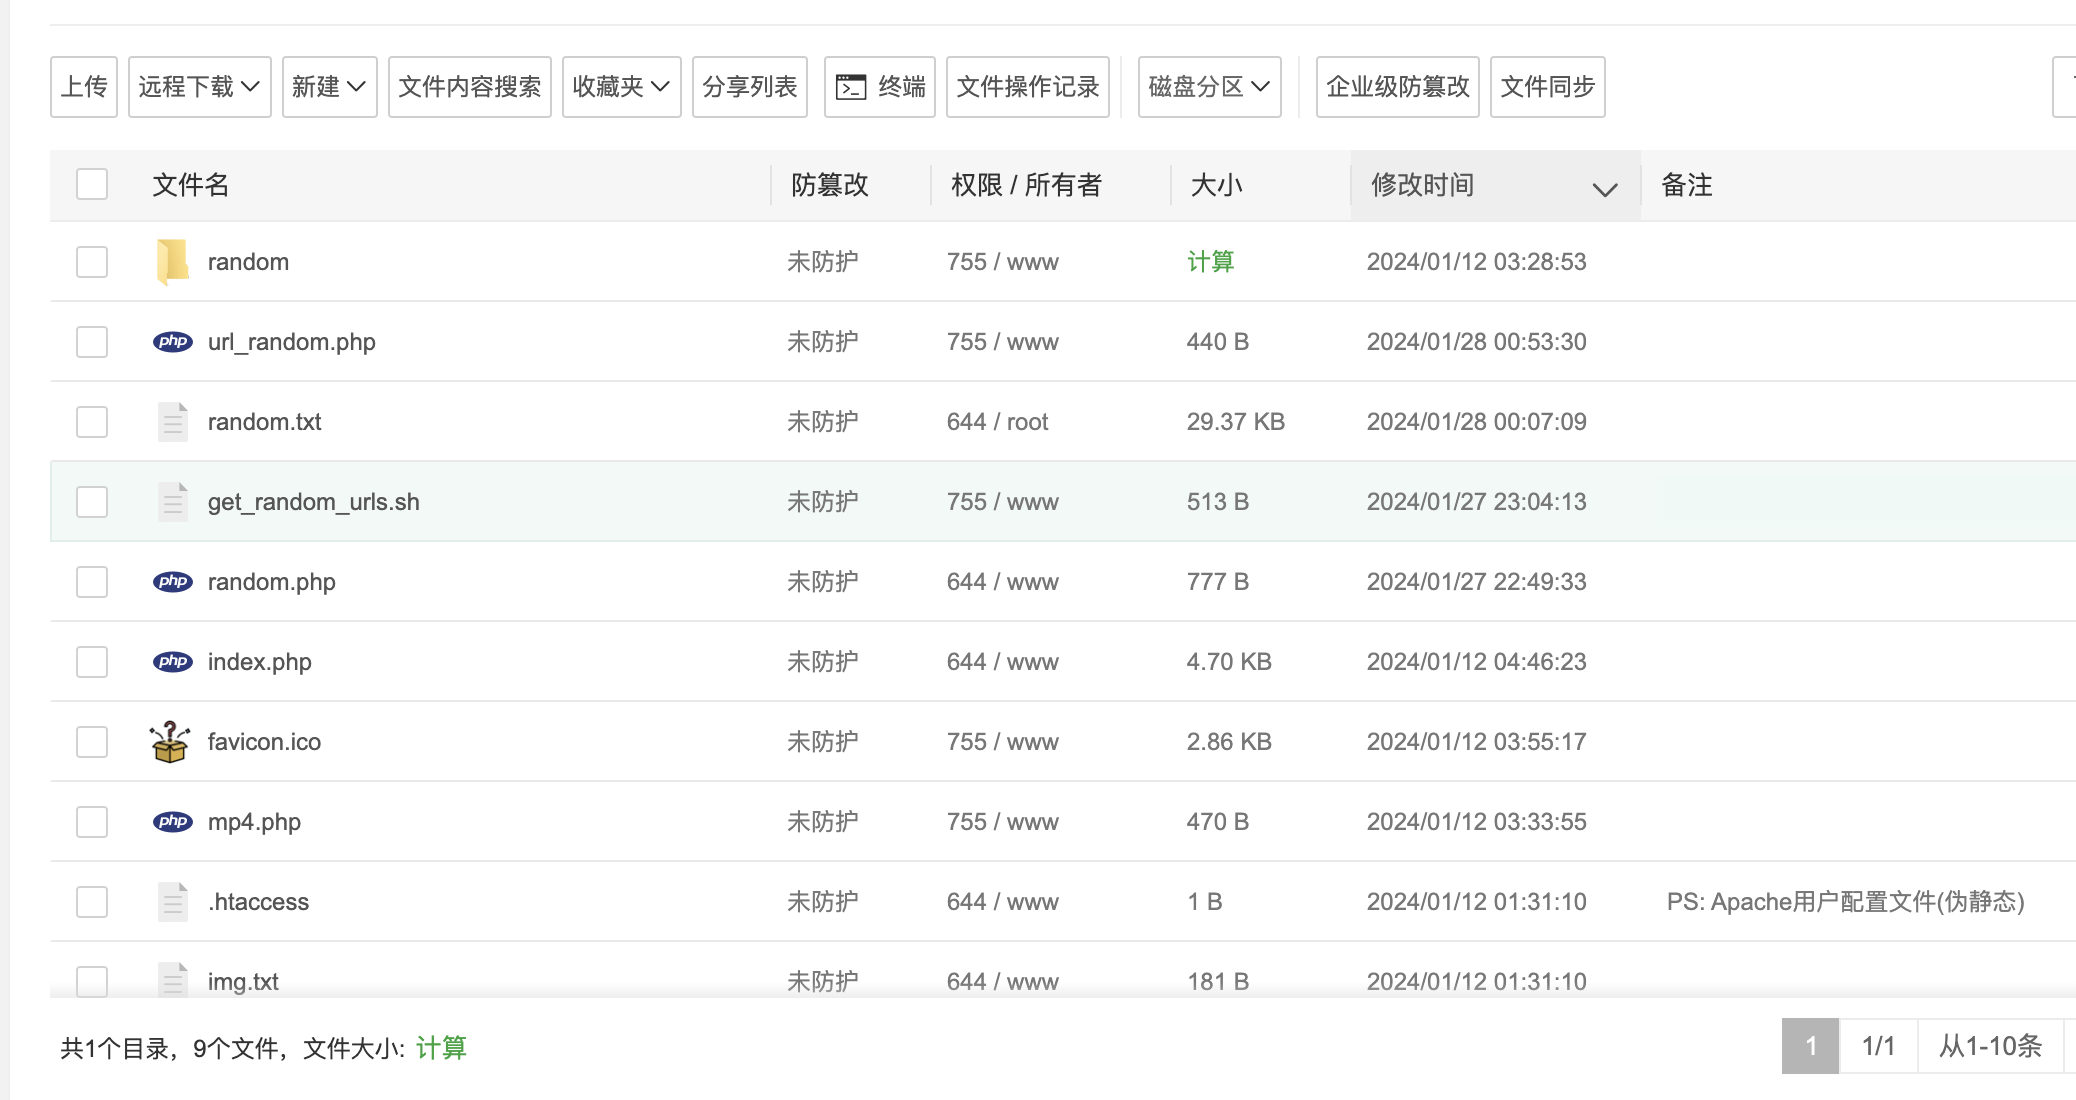 上传 远程下载 新建 文件内容搜索 收藏夹 分享列表 终端 文件操作记录 磁盘分区 企业级防篡改 文件同步
文件名 防篡改 权限 / 所有者 大小 修改时间 备注
random 未防护 755 / www 计算 2024/01/12 03:28:53
php url_random.php 未防护 755 / www 440 B 2024/01/28 00:53:30
random.txt 未防护 644 / root 29.37 KB 2024/01/28 00:07:09
get_random_urls.sh 未防护 755 / www 513 B 2024/01/27 23:04:13
php random.php 未防护 644 / www 777 B 2024/01/27 22:49:33
php index.php 未防护 644 / www 4.70 KB 2024/01/12 04:46:23
favicon.ico 未防护 755 / www 2.86 KB 2024/01/12 03:55:17
php mp4.php 未防护 755 / www 470 B 2024/01/12 03:33:55
.htaccess 未防护 644 / www 1 B 2024/01/12 01:31:10 PS: Apache用户配置文件(伪静态)
img.txt 未防护 644 / www 181 B 2024/01/12 01:31:10
共1个目录，9个文件，文件大小: 计算 1 1/1 从1-10条